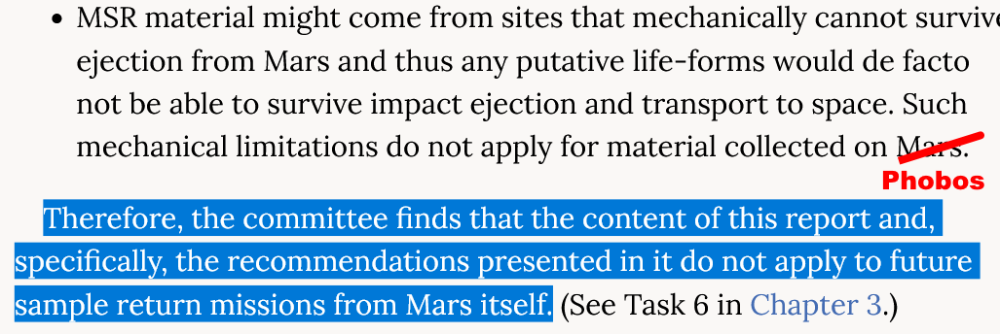 • MSR material might come from sites that mechanically cannot survive
ejection from Mars and thus any putative life-forms would de facto
not be able to survive impact ejection and transport to space. Such
mechanical limitations do not apply for material collected on Mars.
Phobos
Therefore, the committee finds that the content of this report and,
specifically, the recommendations presented in it do not apply to future
sample return missions from Mars itself. (See Task 6 in Chapter 3.)